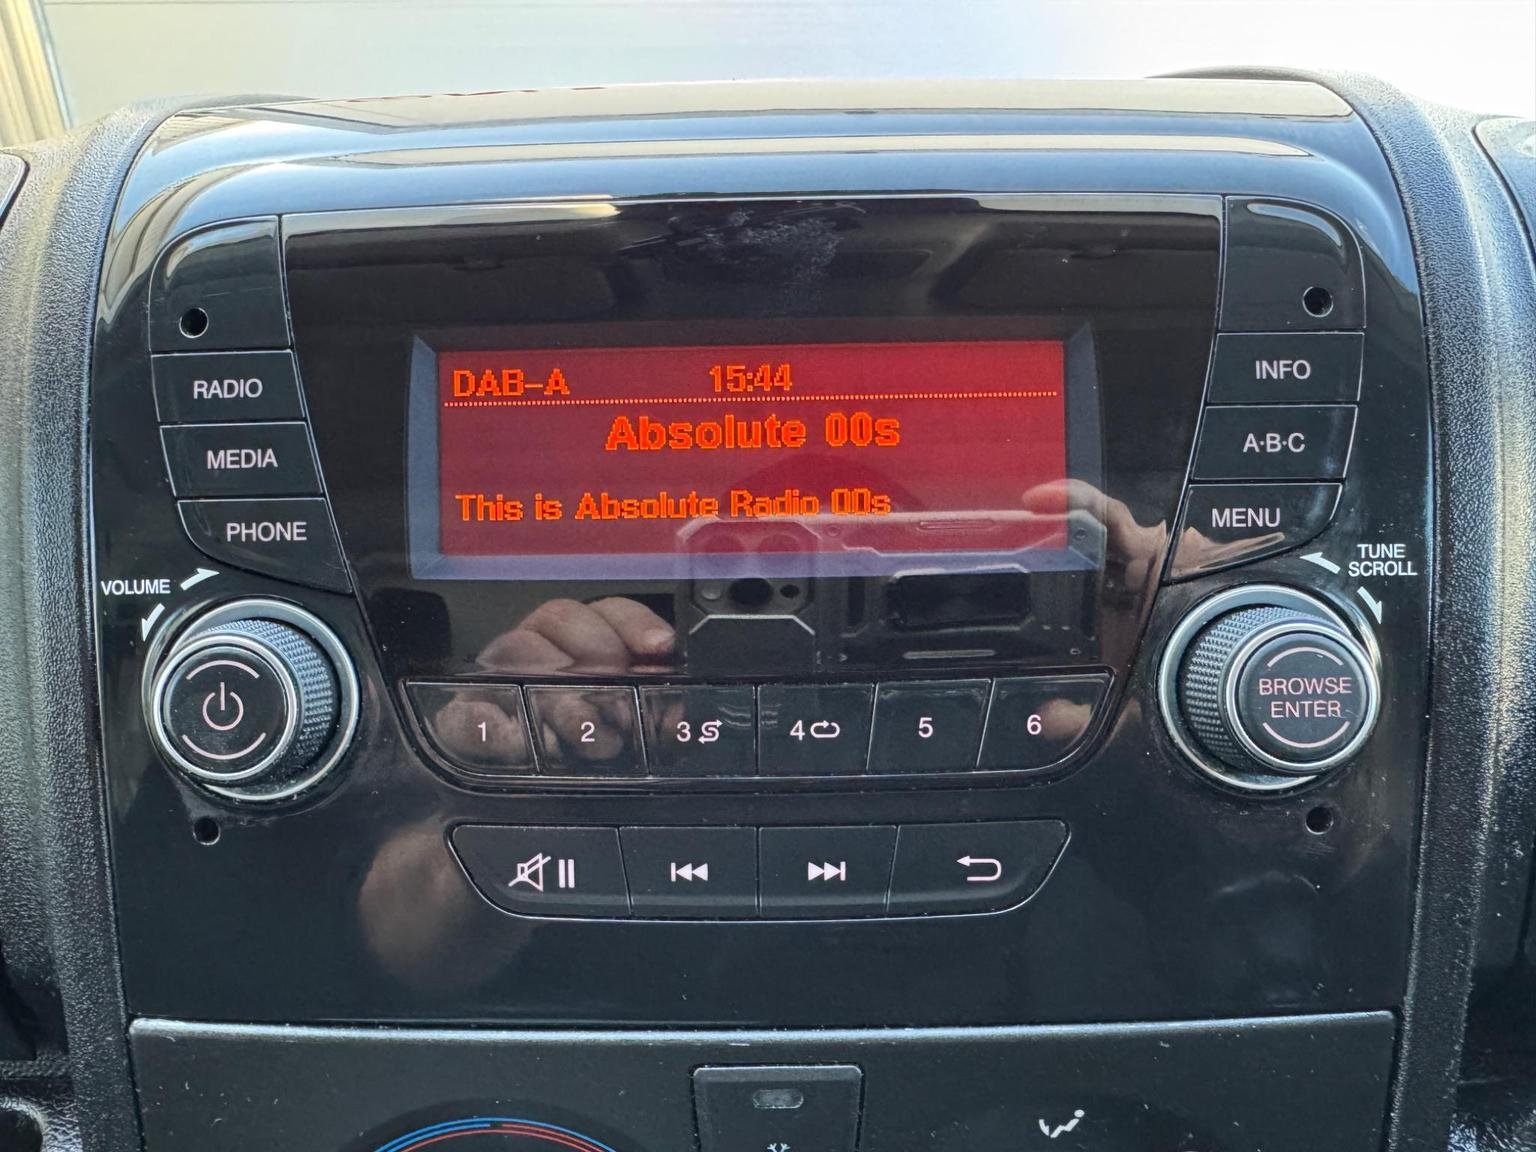 DAB-A 15:44
Absolute 00s
This is Absolute Radio 00s
RADIO
MEDIA
PHONE
VOLUME
INFO
A·B·C
MENU
TUNE
SCROLL
BROWSE
ENTER
1 2 3 4 5 6